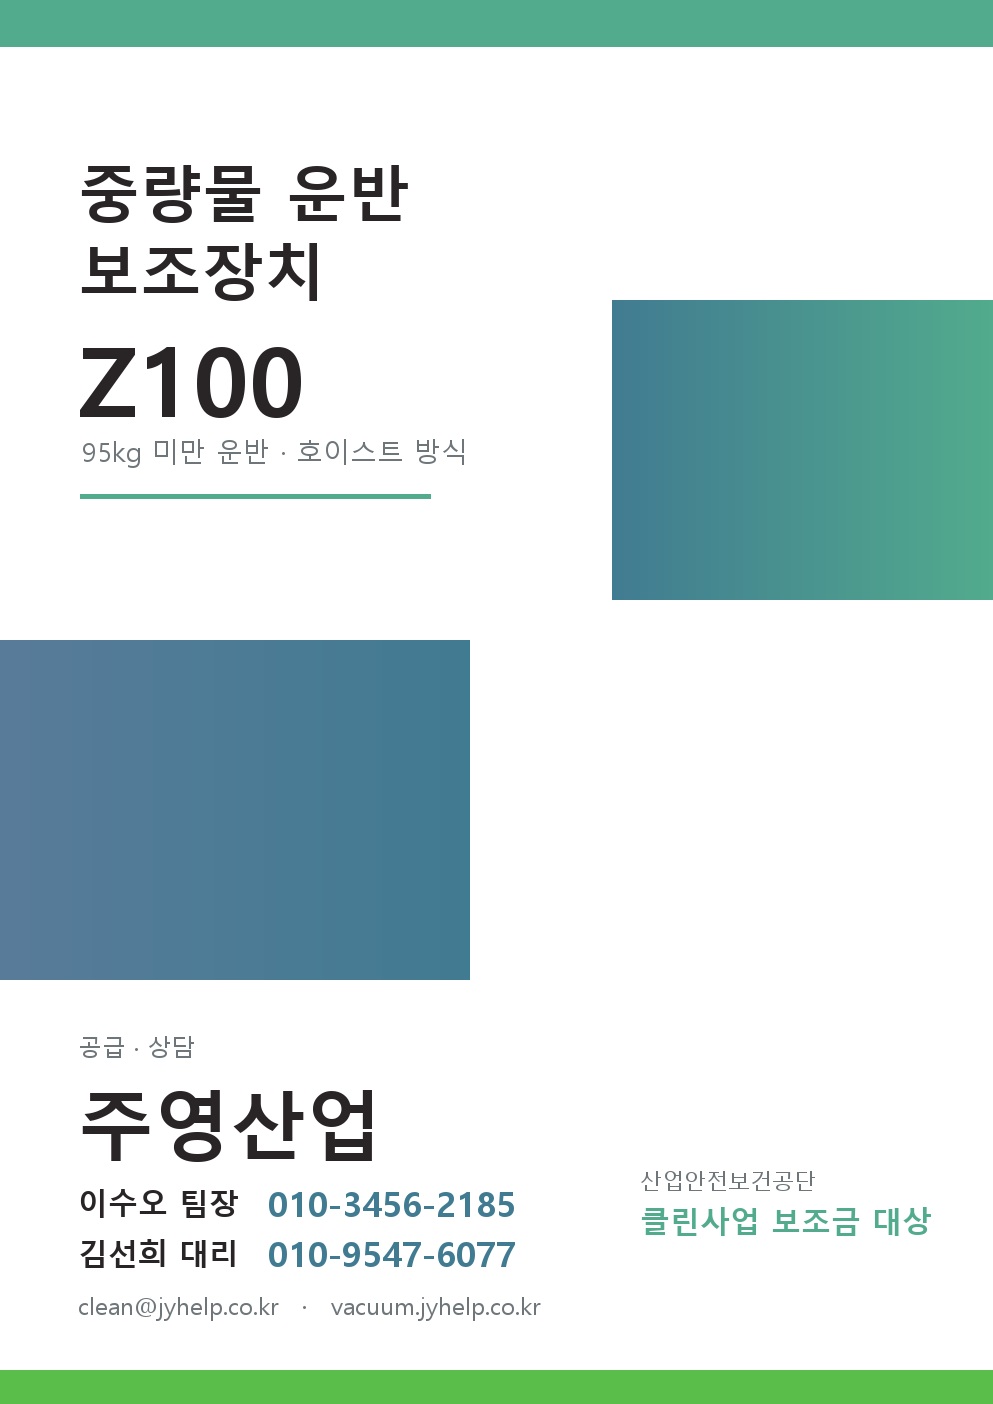 중량물 운반
보조장치
Z100
95kg 미만 운반 · 호이스트 방식
공급 · 상담
주영산업
이수오 팀장 010-3456-2185
김선희 대리 010-9547-6077
clean@jyhelp.co.kr · vacuum.jyhelp.co.kr
산업안전보건공단
클린사업 보조금 대상